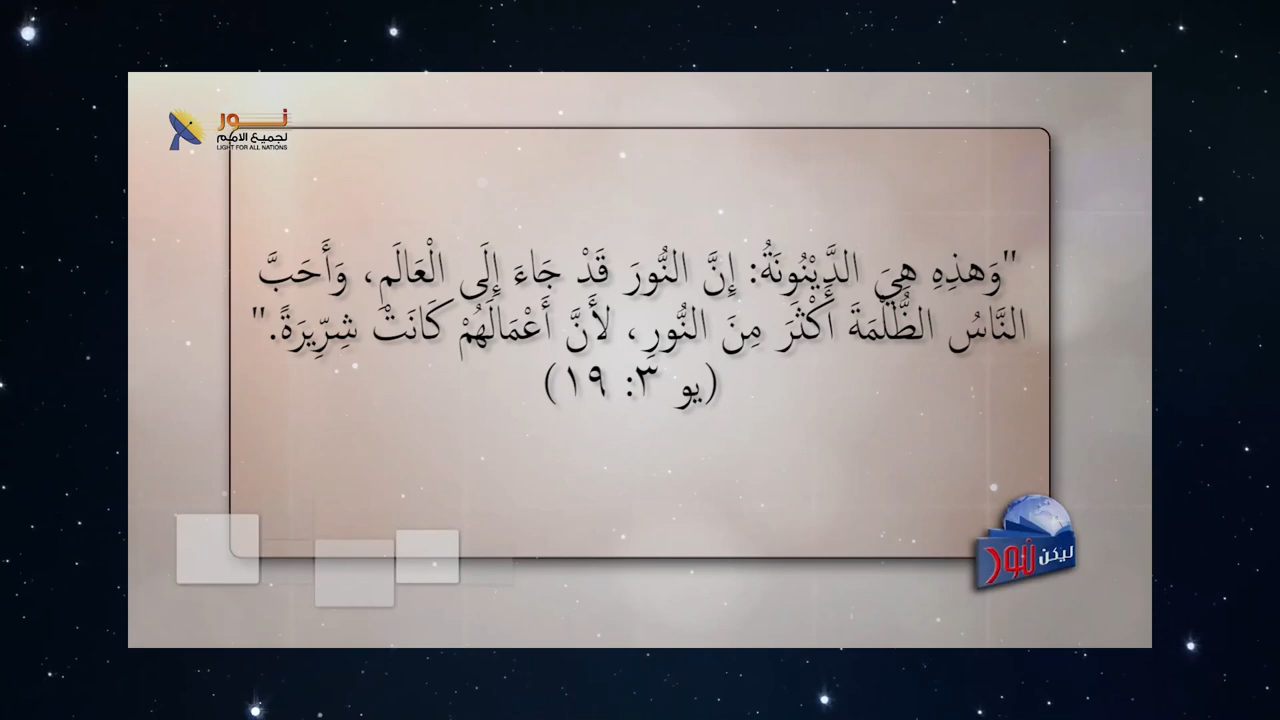 نور
لجميع الامم
LIGHT FOR ALL NATIONS
"وَهذِهِ هِيَ الدَّيْنُونَةُ: إِنَّ النُّورَ قَدْ جَاءَ إِلَى الْعَالَمِ، وَأَحَبَّ
النَّاسُ الظُّلْمَةَ أَكْثَرَ مِنَ النُّورِ، لأَنَّ أَعْمَالَهُمْ كَانَتْ شِرِّيرَةً."
(يو ٣: ١٩)
ليكن نور